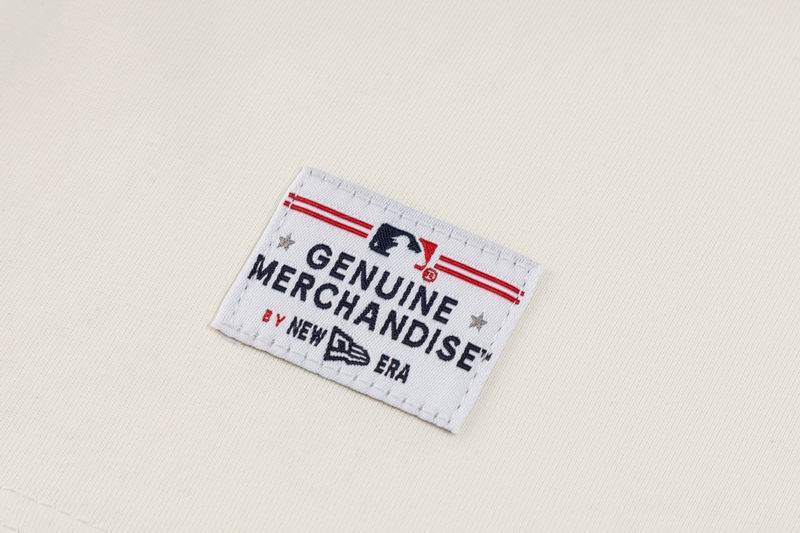 GENUINE
MERCHANDISE™
BY NEW ERA